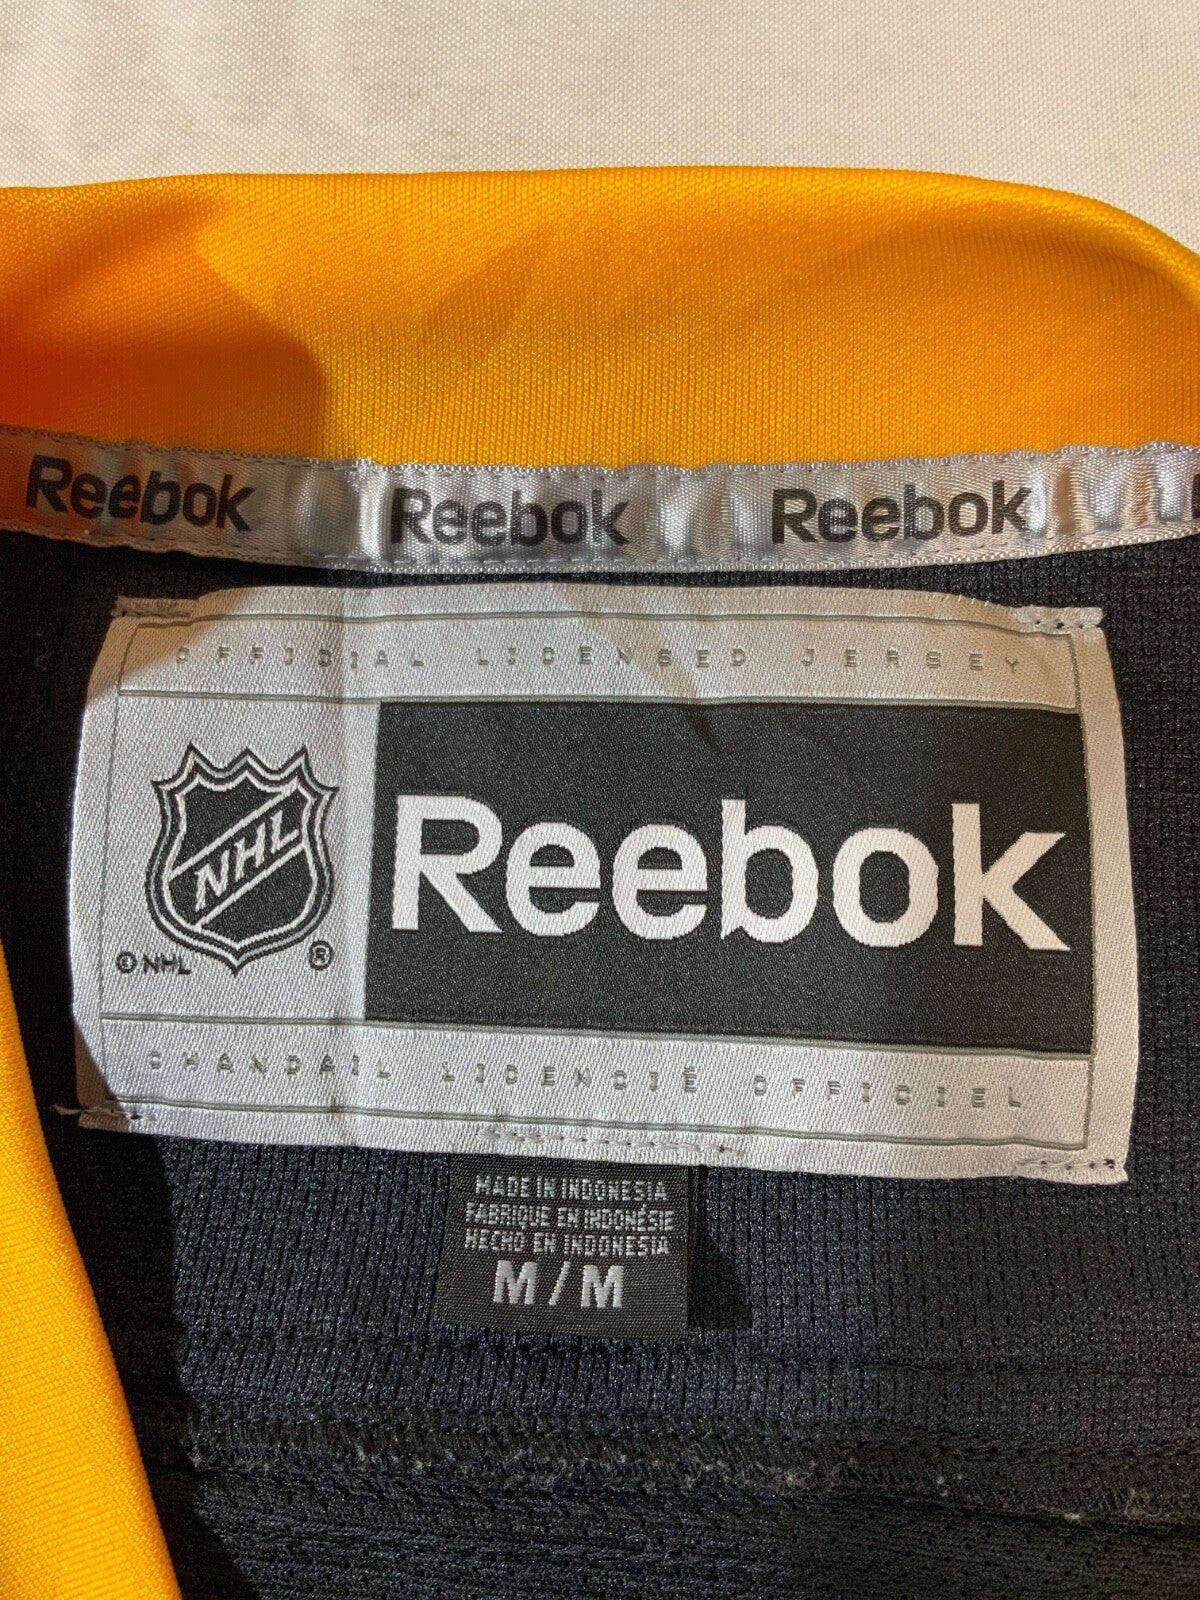 Reebok Reebok Reebok
OFFICIAL LICENSED JERSEY
NHL
Reebok
© NHL ®
CHANDAIL LICENCIÉ OFFICIEL
MADE IN INDONESIA
FABRIQUE EN INDONÉSIE
HECHO EN INDONESIA
M / M